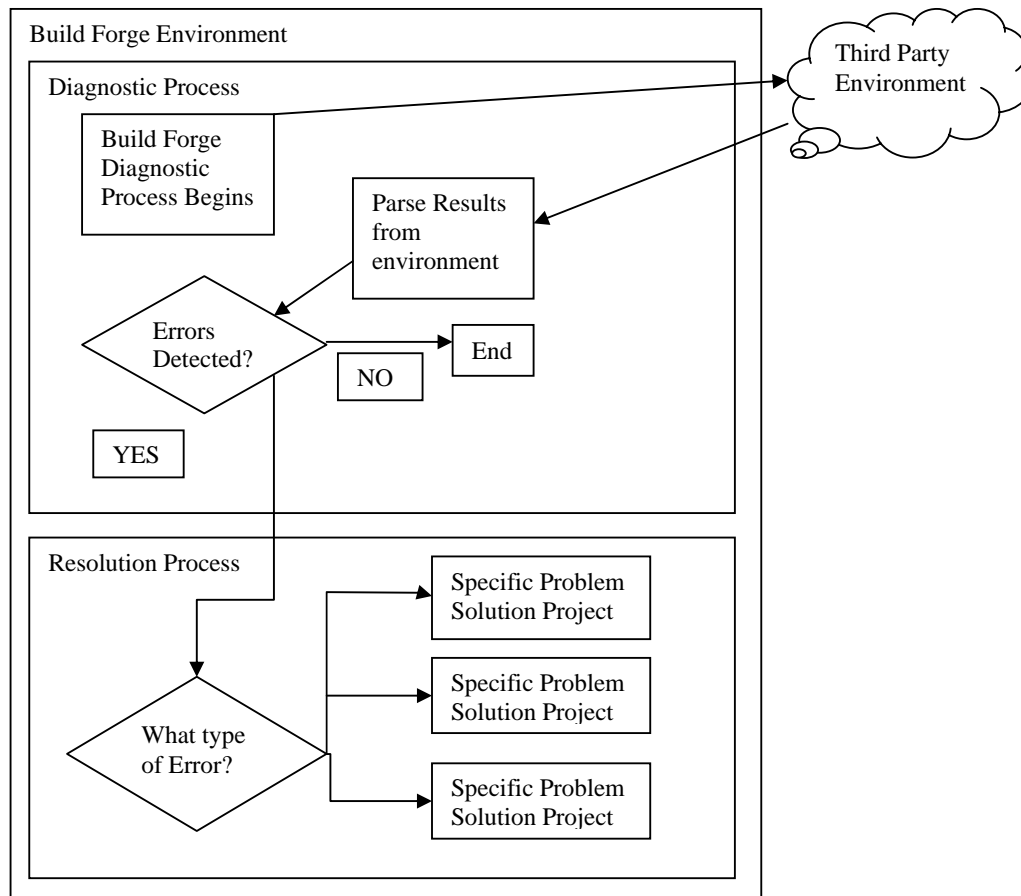 Build Forge Environment
Third Party
Environment
Diagnostic Process
Build Forge
Diagnostic
Process Begins
Parse Results
from
environment
Errors
Detected?
End
NO
YES
Resolution Process
Specific Problem
Solution Project
Specific Problem
Solution Project
What type
of Error?
Specific Problem
Solution Project